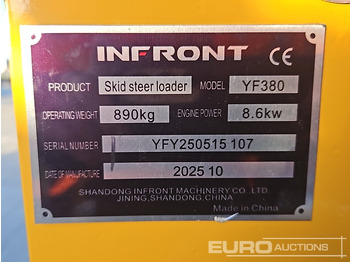 INFRONT CE
PRODUCT Skid steer loader MODEL YF380
OPERATING WEIGHT 890kg ENGINE POWER 8.6kw
SERIAL NUMBER YFY250515 107
DATE OF MANUFACTURE 2025 10
SHANDONG INFRONT MACHINERY CO. LTD.
JINING, SHANDONG, CHINA
Made in China
EURO AUCTIONS